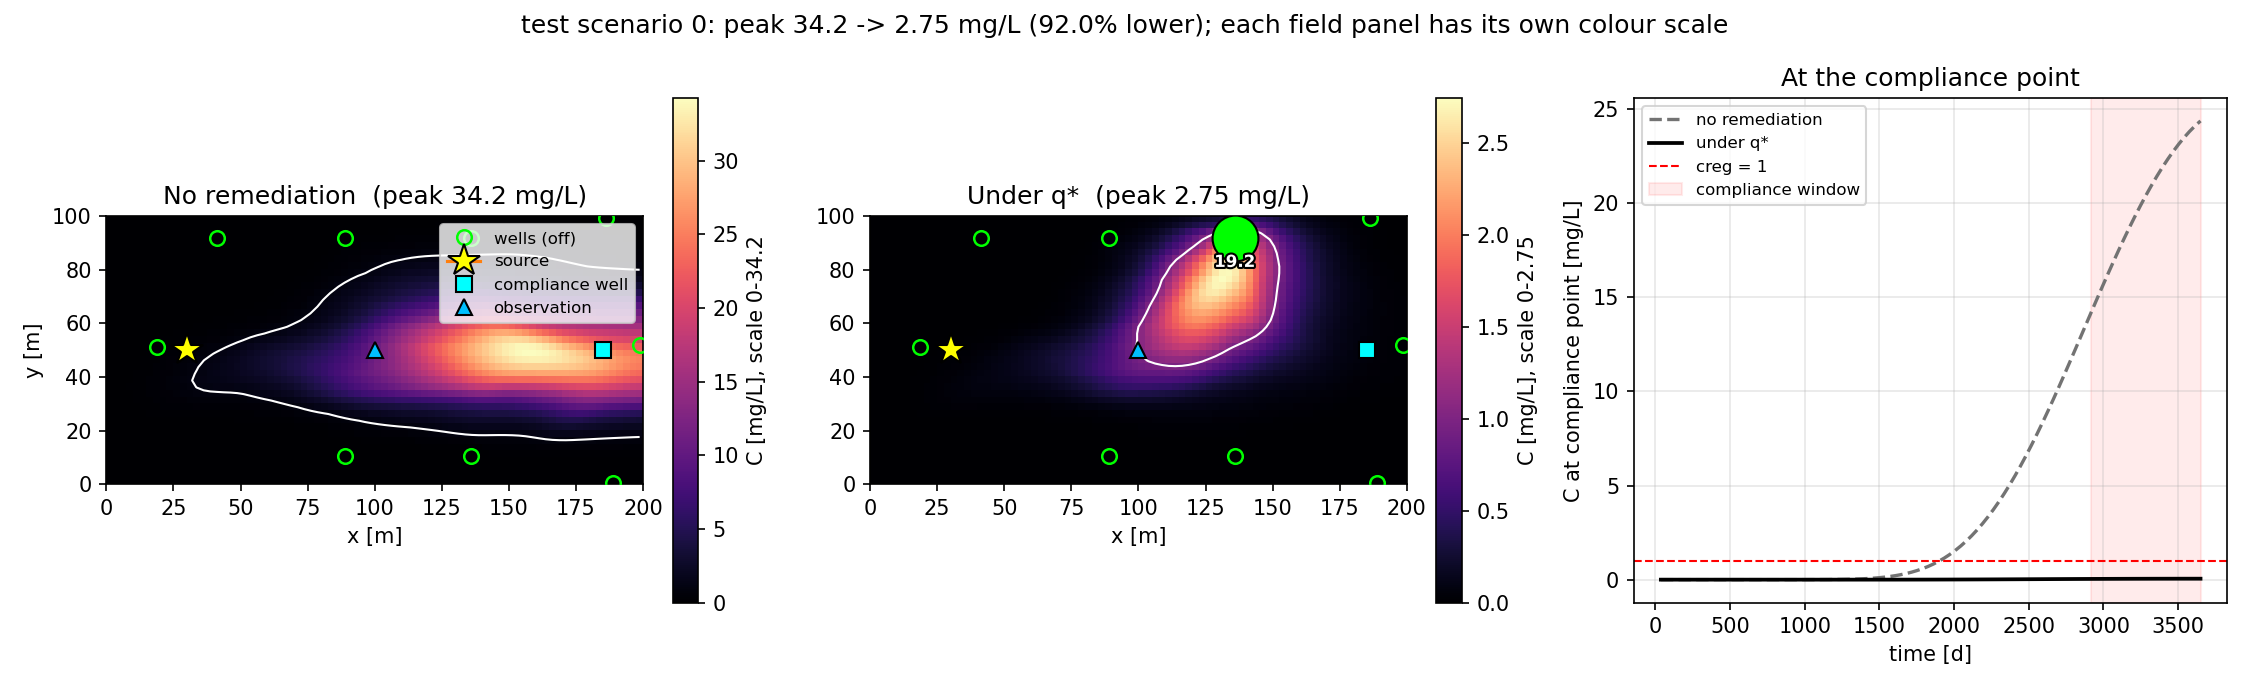 test scenario 0: peak 34.2 -> 2.75 mg/L (92.0% lower); each field panel has its own colour scale
No remediation  (peak 34.2 mg/L)
wells (off)
source
compliance well
observation
100
80
60
40
20
0
y [m]
0 25 50 75 100 125 150 175 200
x [m]
30
25
20
15
10
5
0
C [mg/L], scale 0-34.2
Under q*  (peak 2.75 mg/L)
19.2
100
80
60
40
20
0
0 25 50 75 100 125 150 175 200
x [m]
2.5
2.0
1.5
1.0
0.5
0.0
C [mg/L], scale 0-2.75
At the compliance point
no remediation
under q*
creg = 1
compliance window
25
20
15
10
5
0
C at compliance point [mg/L]
0 500 1000 1500 2000 2500 3000 3500
time [d]